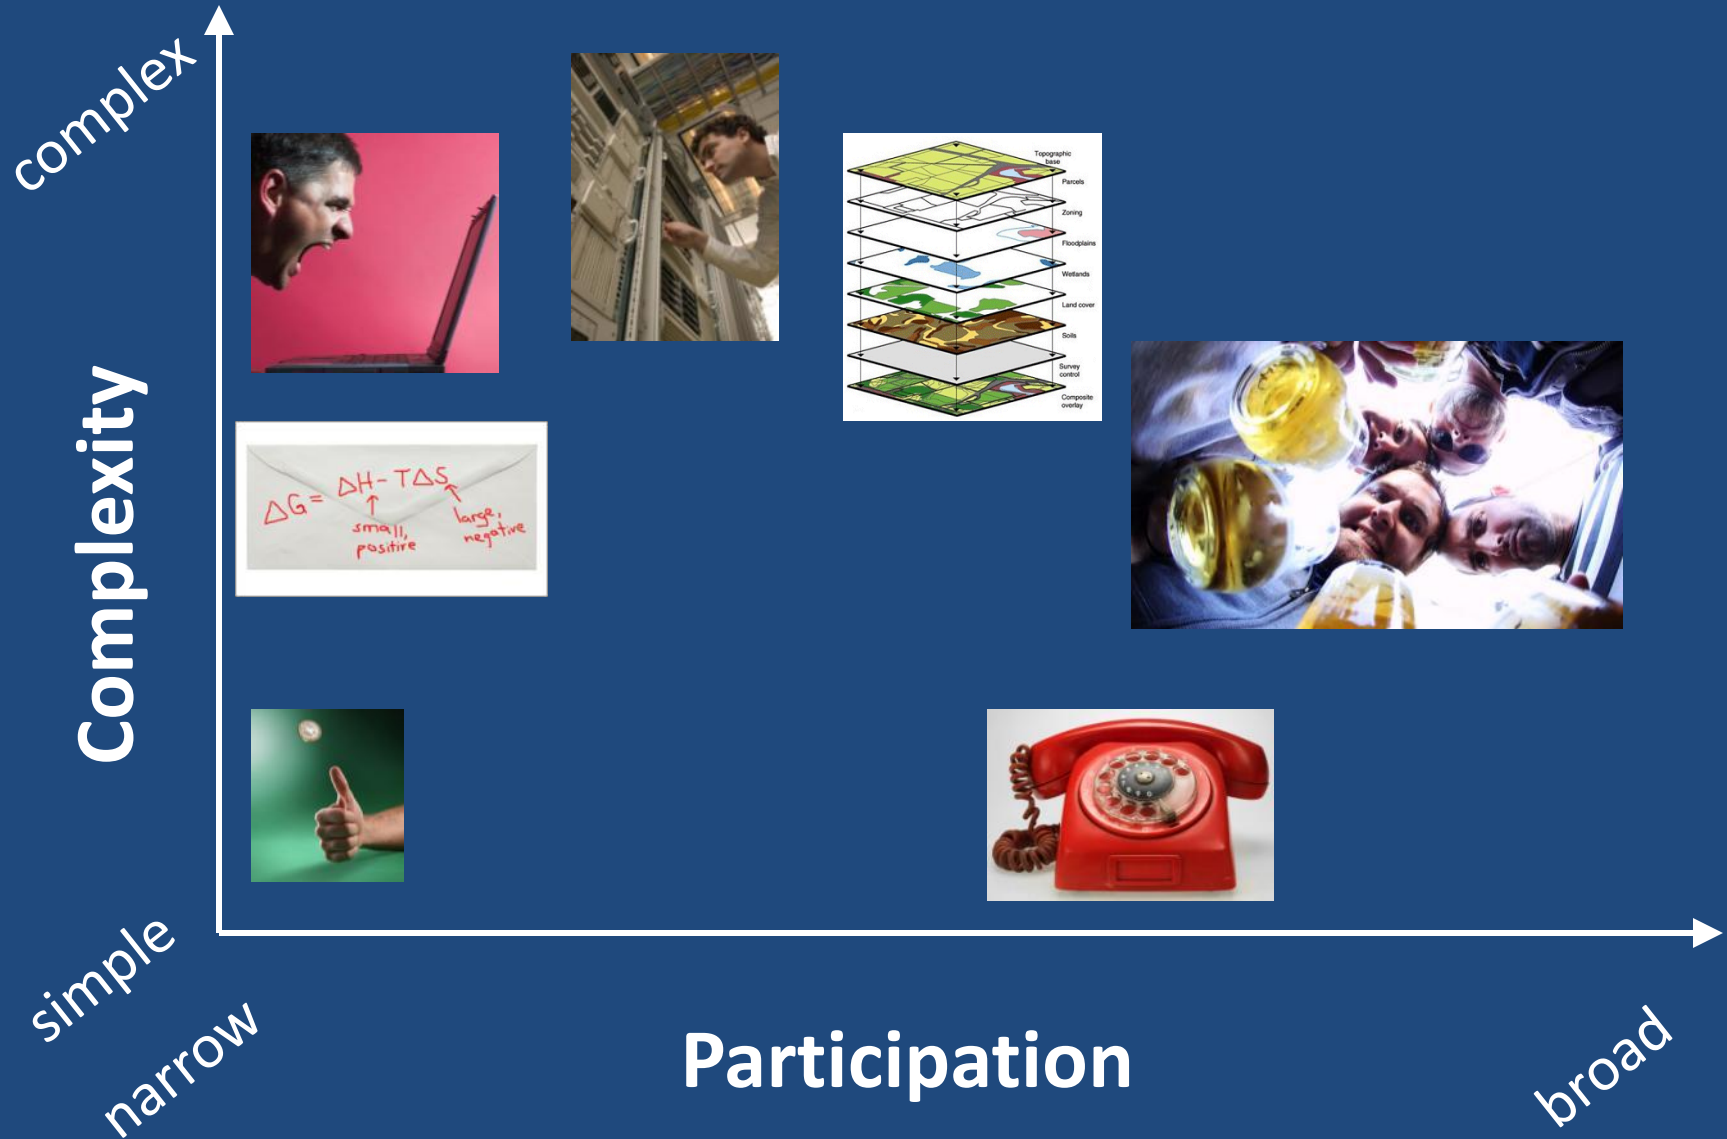 complex
Complexity
simple
narrow
Participation
broad
ΔG = ΔH - TΔS
small,
positive
large,
negative
Topographic
base
Parcels
Zoning
Floodplains
Wetlands
Land cover
Soils
Survey
control
Composite
overlay